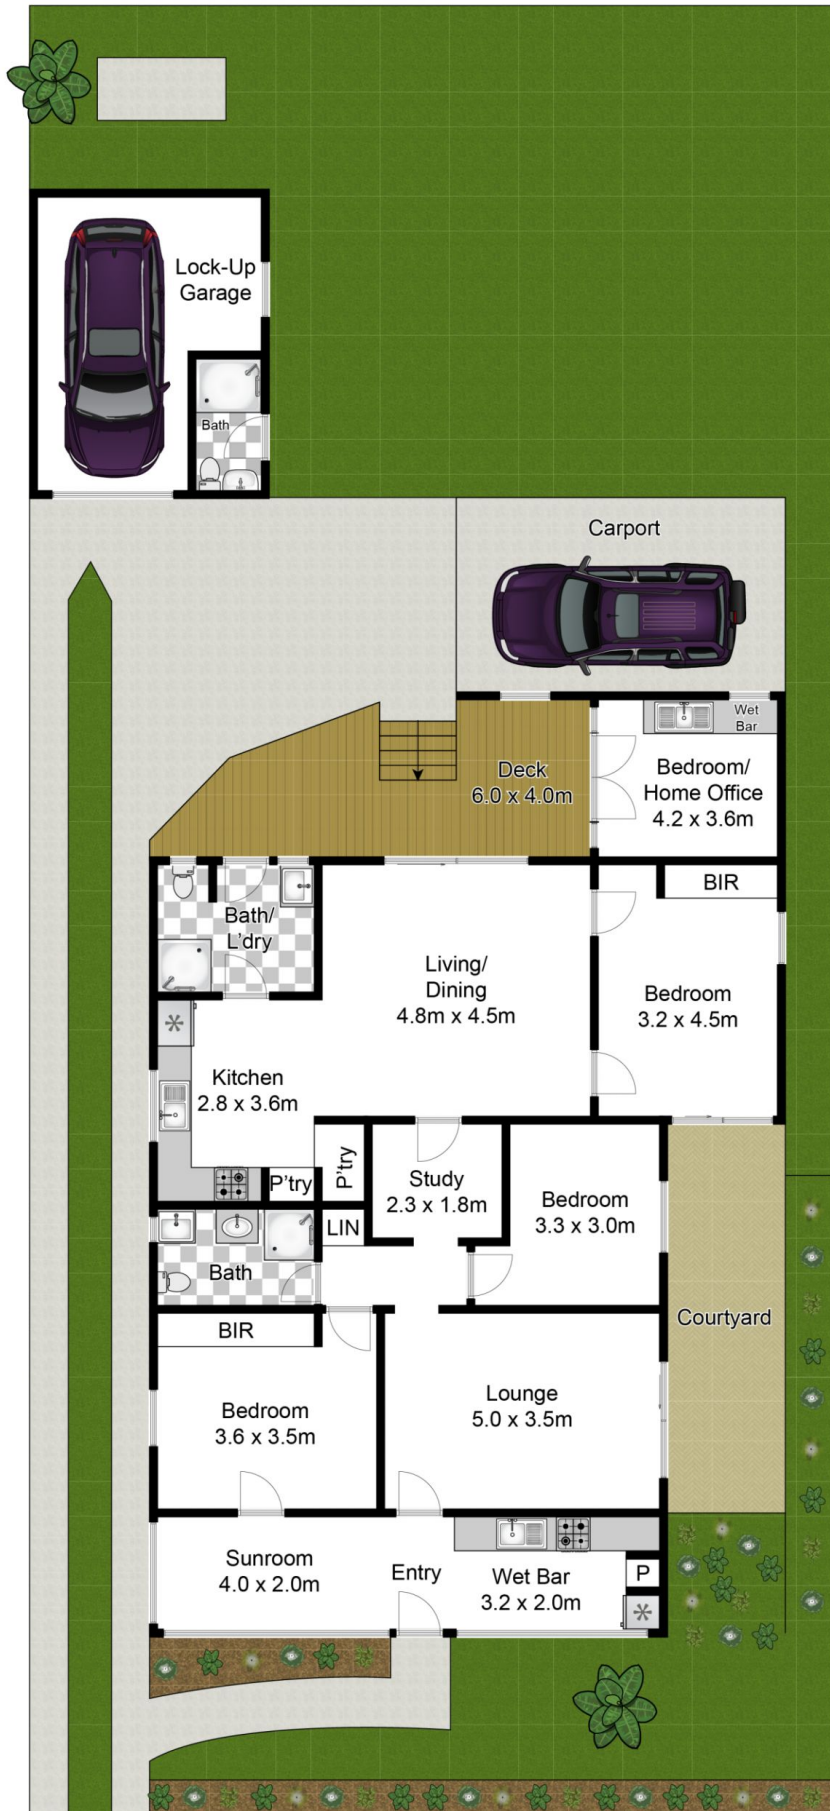 Lock-Up
Garage
Bath
Carport
Wet
Bar
Deck
6.0 x 4.0m
Bedroom/
Home Office
4.2 x 3.6m
BIR
Bath/
L'dry
Living/
Dining
4.8m x 4.5m
Bedroom
3.2 x 4.5m
Kitchen
2.8 x 3.6m
P'try
P'try
Study
2.3 x 1.8m
Bedroom
3.3 x 3.0m
LIN
Bath
Courtyard
BIR
Bedroom
3.6 x 3.5m
Lounge
5.0 x 3.5m
Sunroom
4.0 x 2.0m
Entry
Wet Bar
3.2 x 2.0m
P